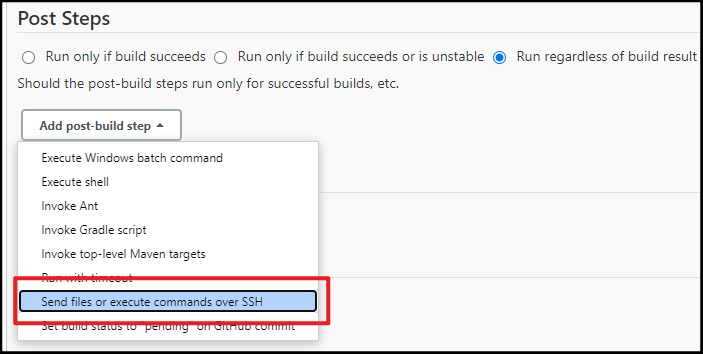 Post Steps
Run only if build succeeds Run only if build succeeds or is unstable Run regardless of build result
Should the post-build steps run only for successful builds, etc.
Add post-build step
Execute Windows batch command
Execute shell
Invoke Ant
Invoke Gradle script
Invoke top-level Maven targets
Run with timeout
Send files or execute commands over SSH
Set build status to "pending" on GitHub commit